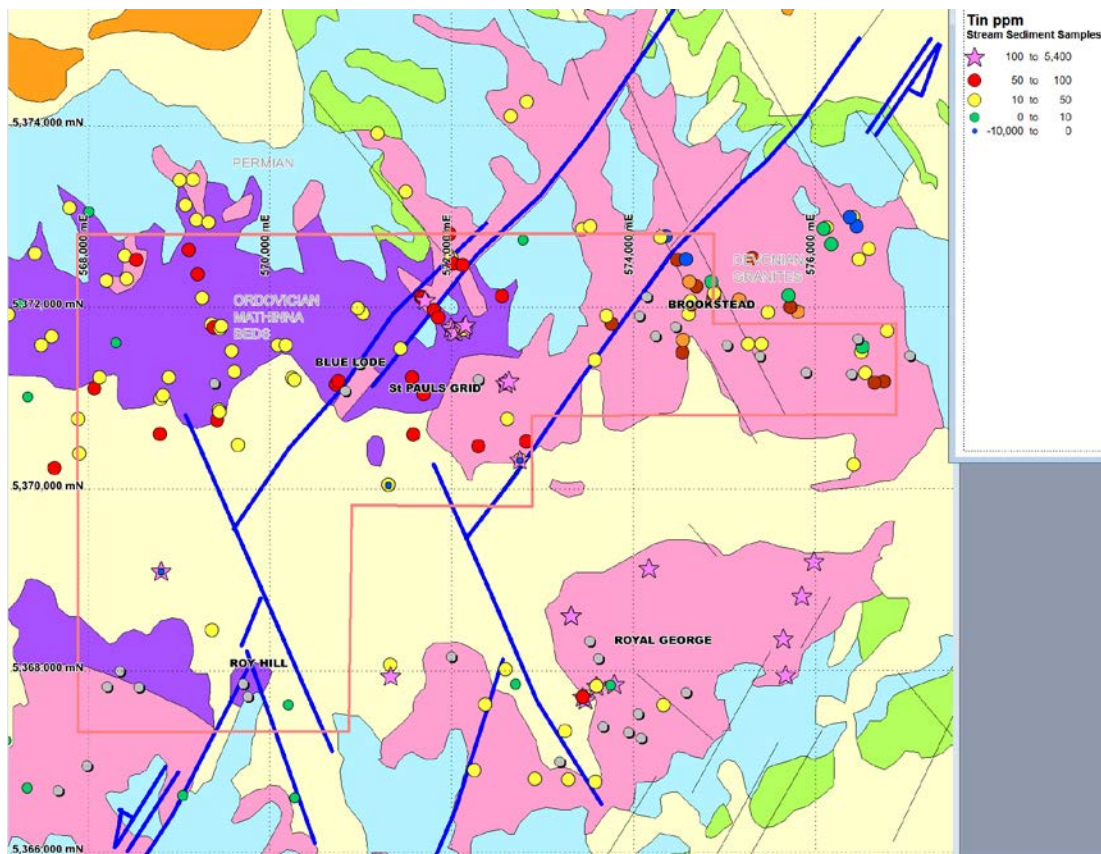 Tin ppm
Stream Sediment Samples
100 to 5,400
50 to 100
10 to 50
0 to 10
-10,000 to 0
5,374,000 mN
PERMIAN
568,000 mE
570,000 mE
572,000 mE
574,000 mE
576,000 mE
DEVONIAN
GRANITES
5,372,000 mN
ORDOVICIAN
MATHINNA
BEDS
BROOKSTEAD
BLUE LODE
St PAULS GRID
5,370,000 mN
ROYAL GEORGE
5,368,000 mN
ROY HILL
5,366,000 mN